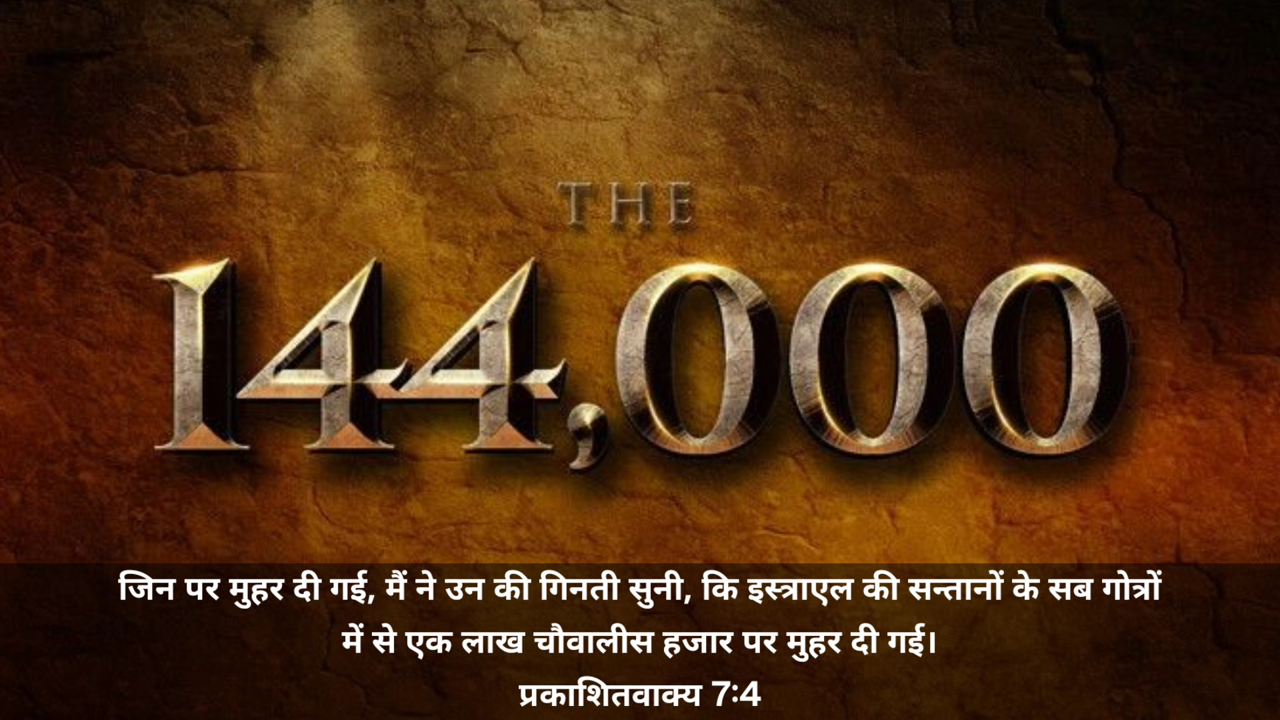 THE
144,000
जिन पर मुहर दी गई, मैं ने उन की गिनती सुनी, कि इस्त्राएल की सन्तानों के सब गोत्रों
में से एक लाख चौवालीस हजार पर मुहर दी गई।
प्रकाशितवाक्य 7:4